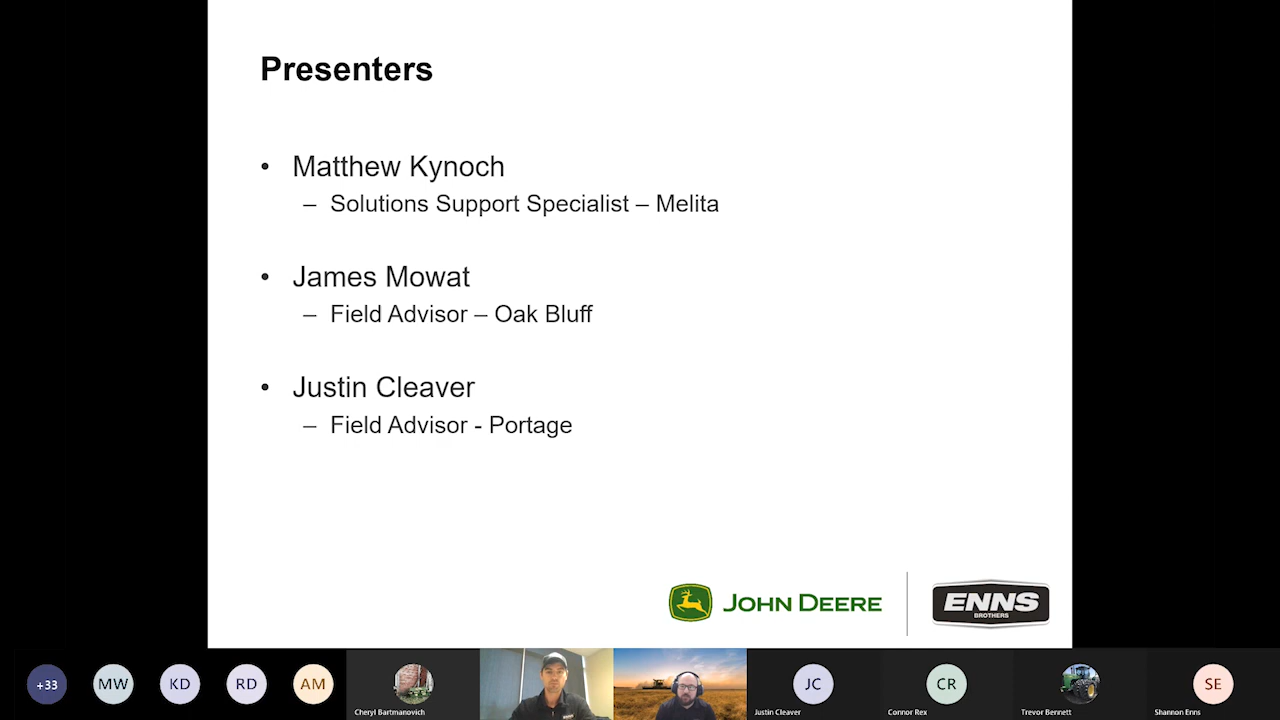 Presenters
• Matthew Kynoch
– Solutions Support Specialist – Melita
• James Mowat
– Field Advisor – Oak Bluff
• Justin Cleaver
– Field Advisor - Portage
JOHN DEERE
ENNS
BROTHERS
+33
MW
KD
RD
AM
Cheryl Bartmanovich
JC
Justin Cleaver
CR
Connor Rex
Trevor Bennett
SE
Shannon Enns